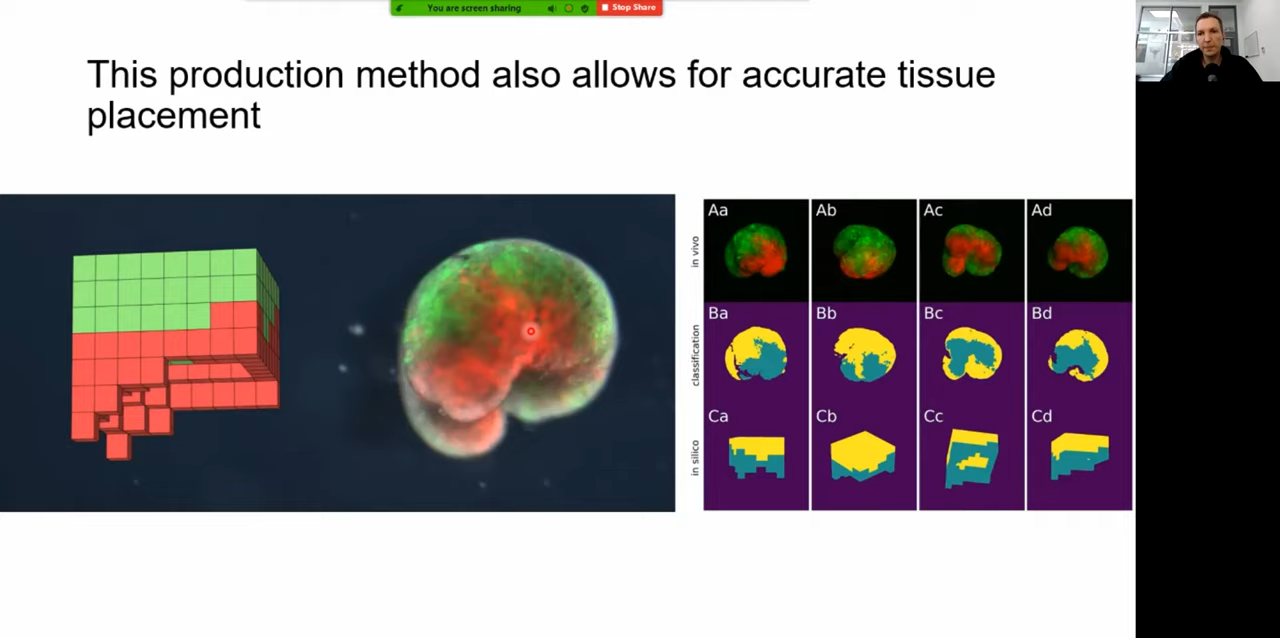 You are screen sharing
Stop Share
This production method also allows for accurate tissue
placement
in vivo
Aa
Ab
Ac
Ad
classification
Ba
Bb
Bc
Bd
in silico
Ca
Cb
Cc
Cd